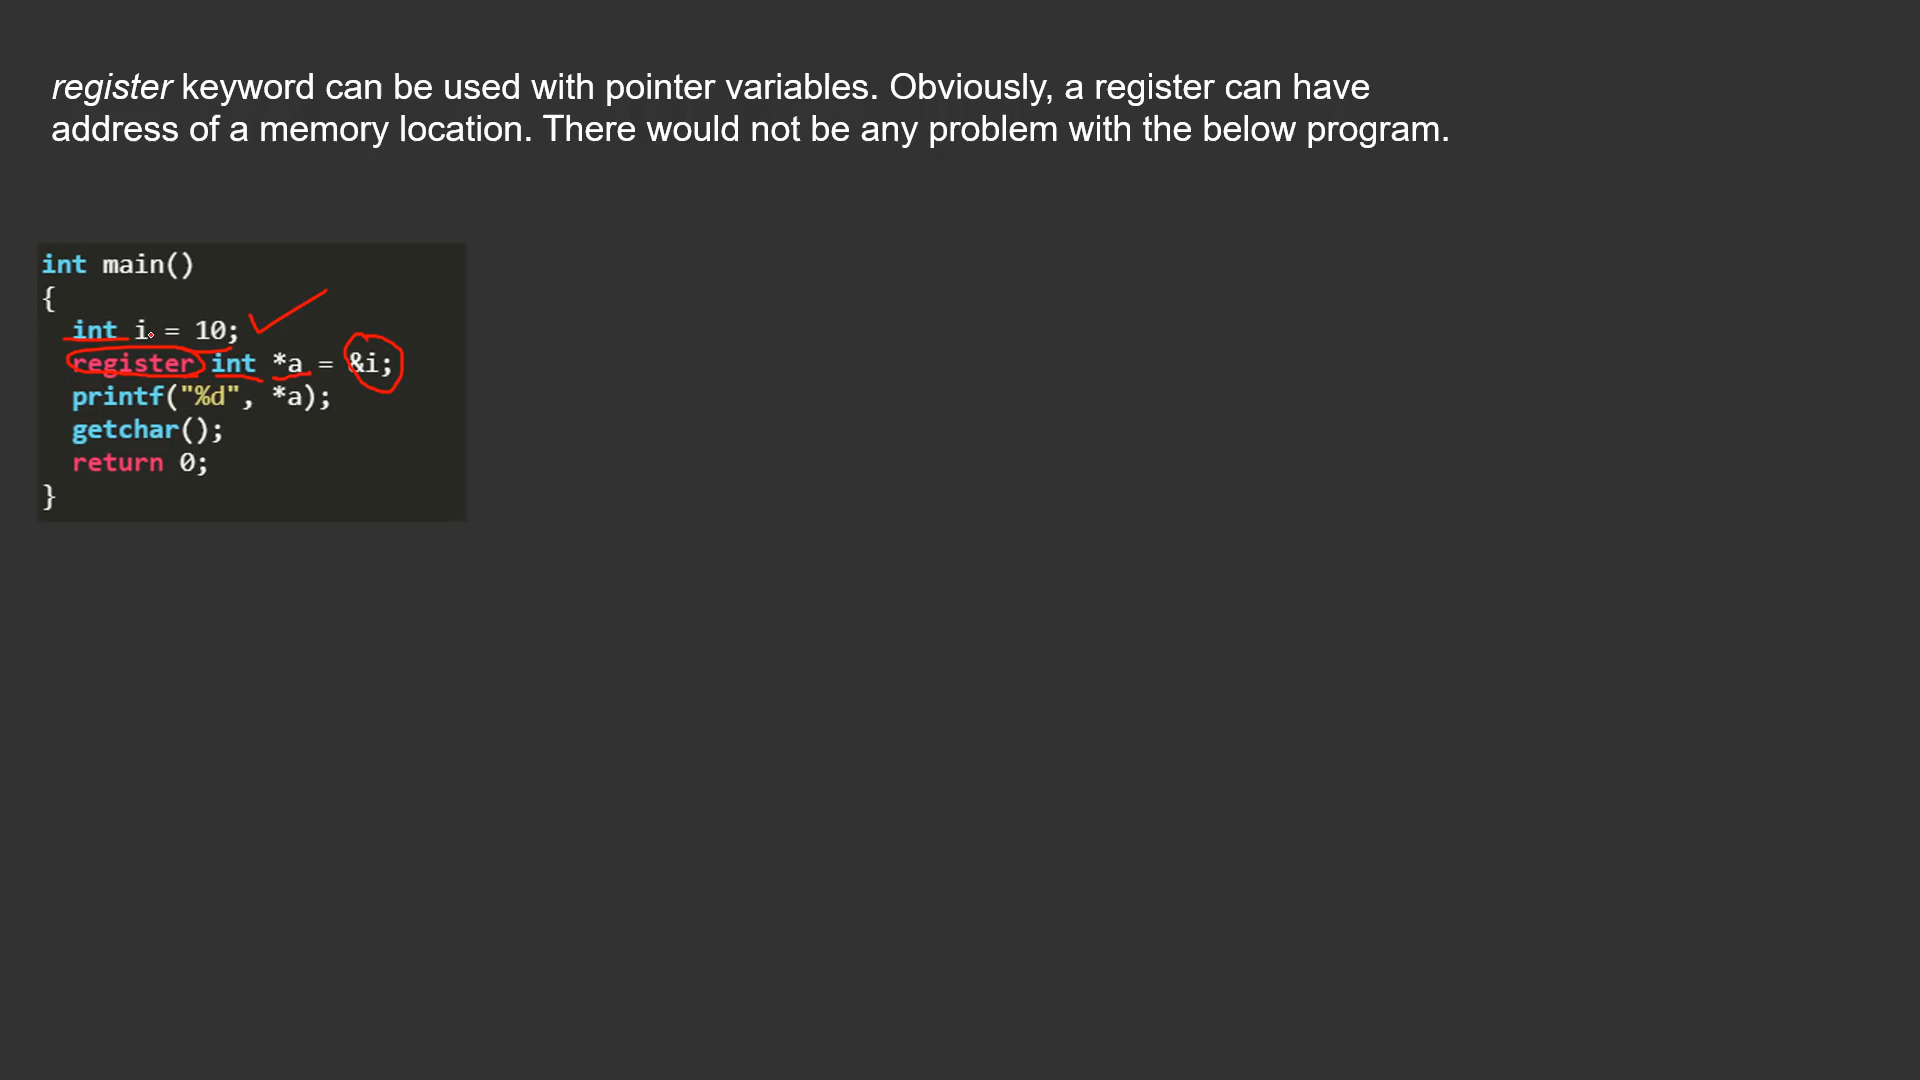 register keyword can be used with pointer variables. Obviously, a register can have
address of a memory location. There would not be any problem with the below program.
int main()
{
int i = 10;
register int *a = &i;
printf("%d", *a);
getchar();
return 0;
}